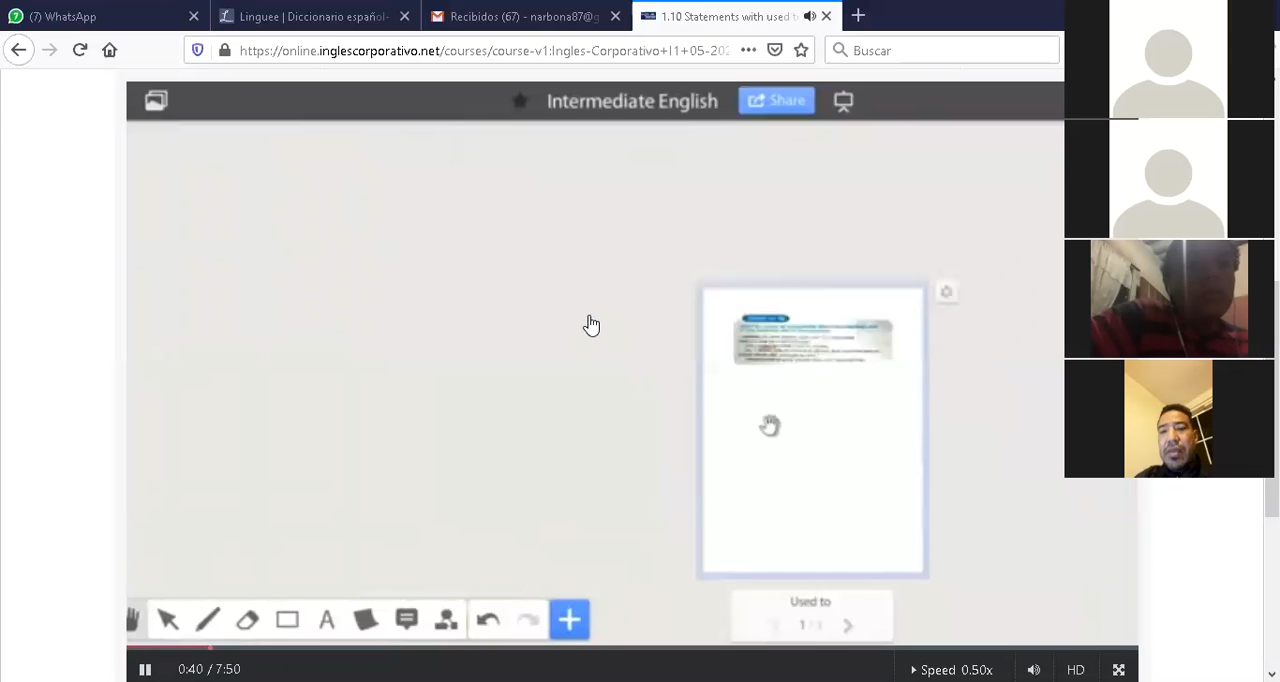 (7) WhatsApp
Linguee | Diccionario español-
Recibidos (67) - narbona87@g
1.10 Statements with used t
https://online.inglescorporativo.net/courses/course-v1:Ingles-Corporativo+I1+05-202
Buscar
Intermediate English
Share
Used to
1 /
0:40 / 7:50
Speed 0.50x
HD